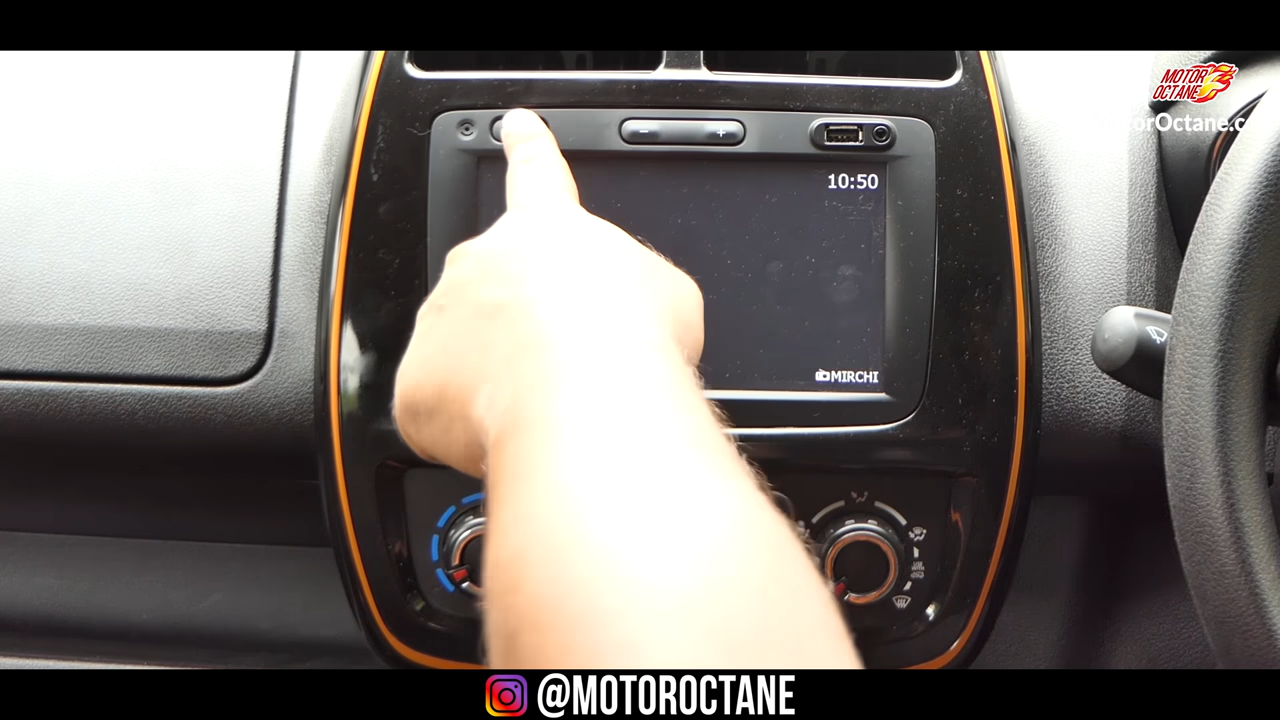 MOTOR
OCTANE
orOctane.c
− +
10:50
MIRCHI
@MOTOROCTANE